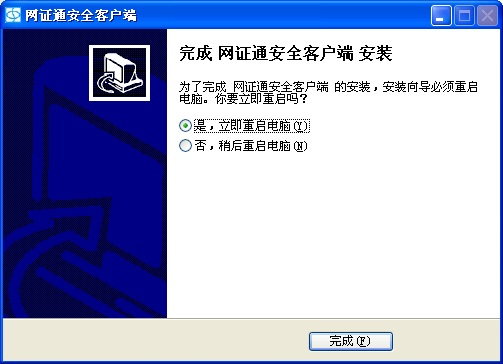 网证通安全客户端
完成 网证通安全客户端 安装
为了完成 网证通安全客户端 的安装，安装向导必须重启
电脑。你要立即重启吗？
是，立即重启电脑(Y)
否，稍后重启电脑(N)
完成(F)